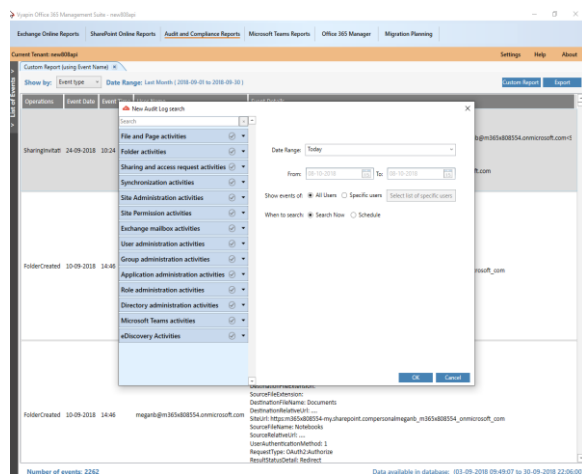 Vyapin Office 365 Management Suite - new808api
Exchange Online Reports SharePoint Online Reports Audit and Compliance Reports Microsoft Teams Reports Office 365 Manager Migration Planning
Current Tenant: new808api Settings Help About
Custom Report (using Event Name)
Show by: Event type Date Range: Last Month ( 2018-09-01 to 2018-09-30 ) Custom Report Export
List of Events
Operations Event Date Event
SharingInvitati 24-09-2018 10:24
FolderCreated 10-09-2018 14:46
New Audit Log search
Search
File and Page activities
Folder activities
Sharing and access request activities
Synchronization activities
Site Administration activities
Site Permission activities
Exchange mailbox activities
User administration activities
Group administration activities
Application administration activities
Role administration activities
Directory administration activities
Microsoft Teams activities
eDiscovery Activities
Date Range: Today
From: 08-10-2018 To: 08-10-2018
Show events of: All Users Specific users Select list of specific users
When to search: Search Now Schedule
OK Cancel
SourceFileExtension:
DestinationFileName: Documents
DestinationRelativeUrl: ....
FolderCreated 10-09-2018 14:46 meganb@m365x808554.onmicrosoft.com
SiteUrl: https:m365x808554-my.sharepoint.compersonalmeganb_m365x808554_onmicrosoft_com
SourceFileName: Notebooks
SourceRelativeUrl: ....
UserAuthenticationMethod: 1
RequestType: OAuth2:Authorize
ResultStatusDetail: Redirect
Number of events: 2262 Data available in database: (03-09-2018 09:49:07 to 30-09-2018 22:06:00